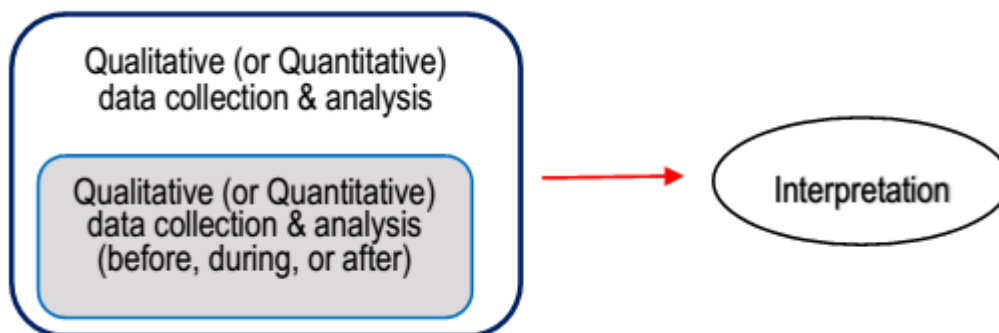 Qualitative (or Quantitative)
data collection & analysis
Qualitative (or Quantitative)
data collection & analysis
(before, during, or after)
Interpretation